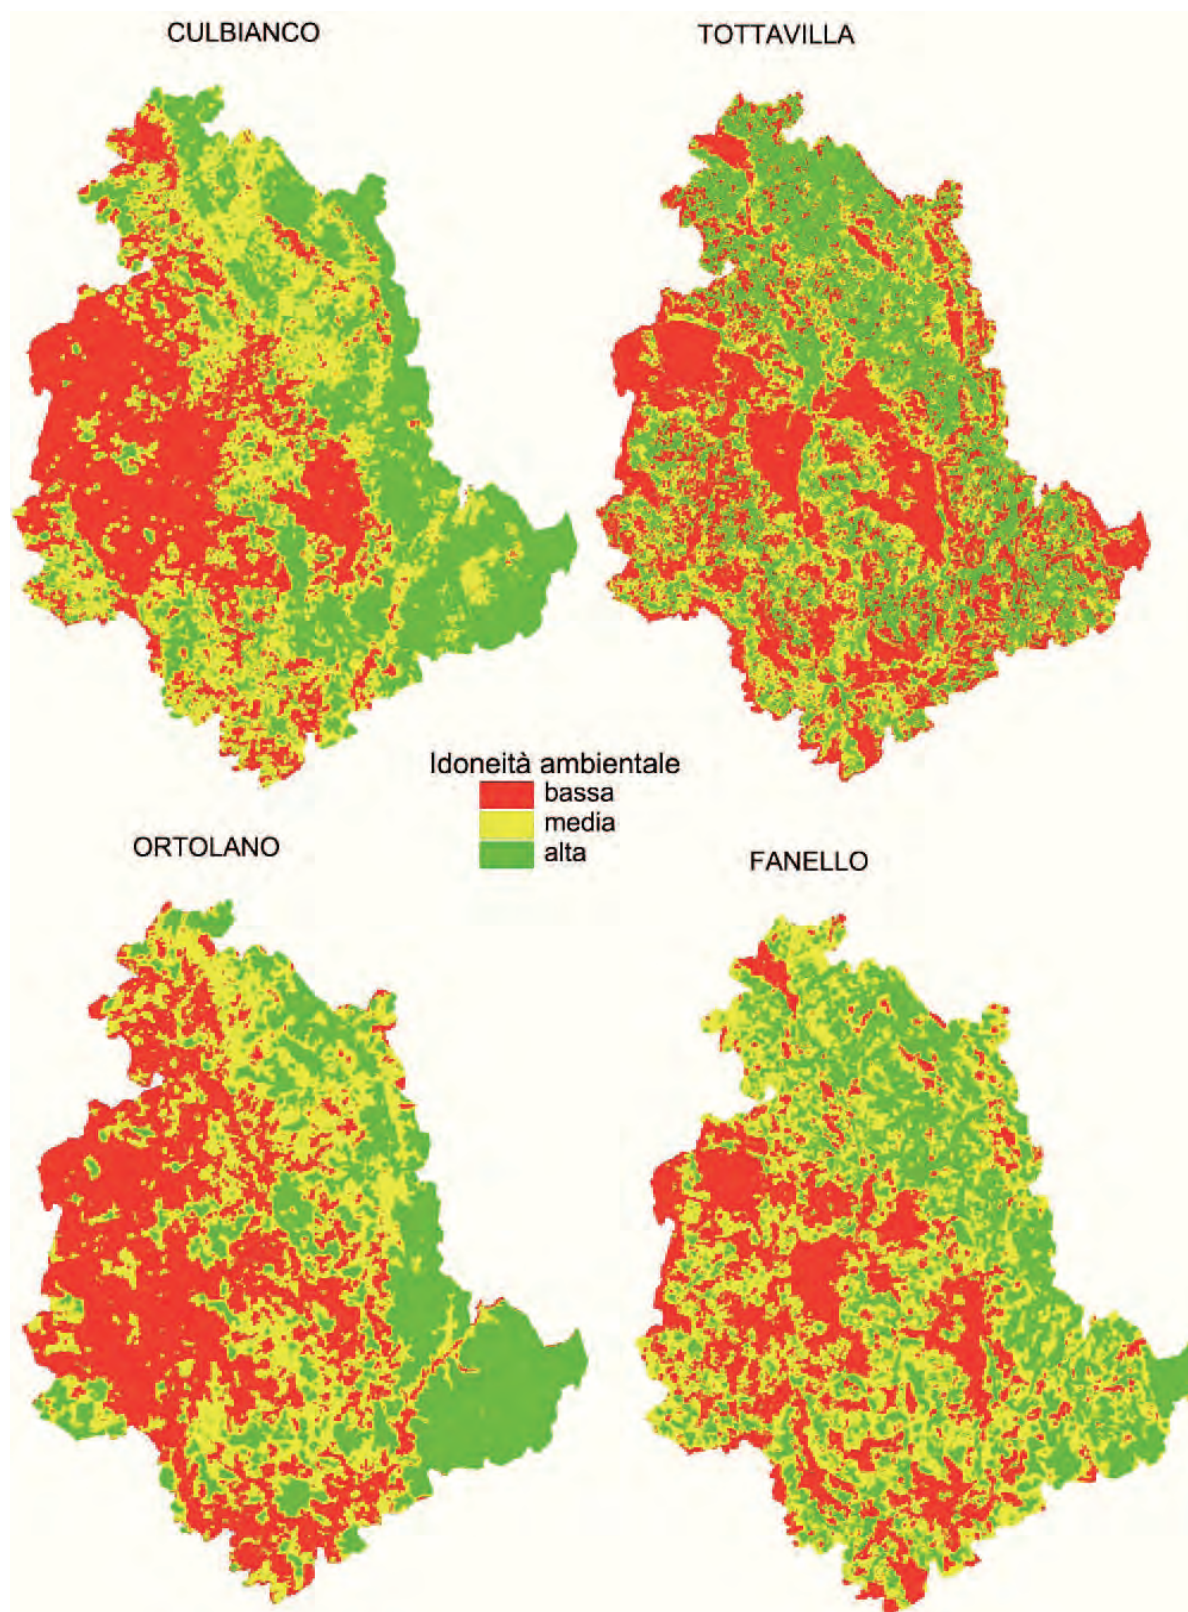 CULBIANCO
TOTTAVILLA
Idoneità ambientale
bassa
media
alta
ORTOLANO
FANELLO